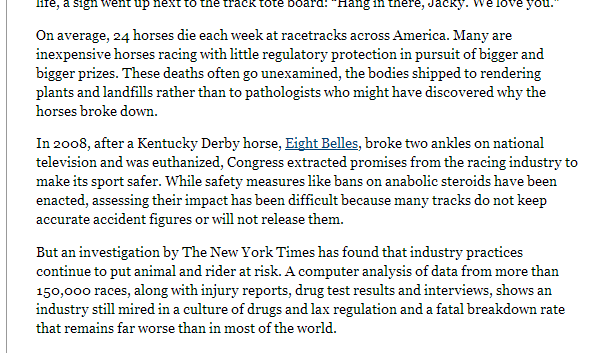 life, a sign went up next to the track tote board: "Hang in there, Jacky. We love you."
On average, 24 horses die each week at racetracks across America. Many are
inexpensive horses racing with little regulatory protection in pursuit of bigger and
bigger prizes. These deaths often go unexamined, the bodies shipped to rendering
plants and landfills rather than to pathologists who might have discovered why the
horses broke down.
In 2008, after a Kentucky Derby horse, Eight Belles, broke two ankles on national
television and was euthanized, Congress extracted promises from the racing industry to
make its sport safer. While safety measures like bans on anabolic steroids have been
enacted, assessing their impact has been difficult because many tracks do not keep
accurate accident figures or will not release them.
But an investigation by The New York Times has found that industry practices
continue to put animal and rider at risk. A computer analysis of data from more than
150,000 races, along with injury reports, drug test results and interviews, shows an
industry still mired in a culture of drugs and lax regulation and a fatal breakdown rate
that remains far worse than in most of the world.